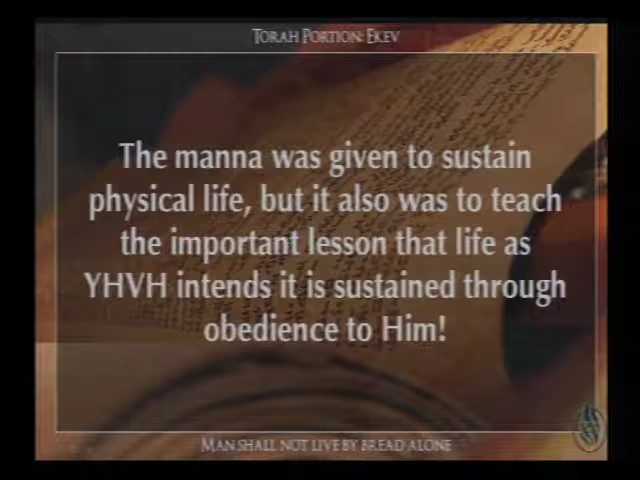 TORAH PORTION: EKEV
The manna was given to sustain
physical life, but it also was to teach
the important lesson that life as
YHVH intends it is sustained through
obedience to Him!
MAN SHALL NOT LIVE BY BREAD ALONE